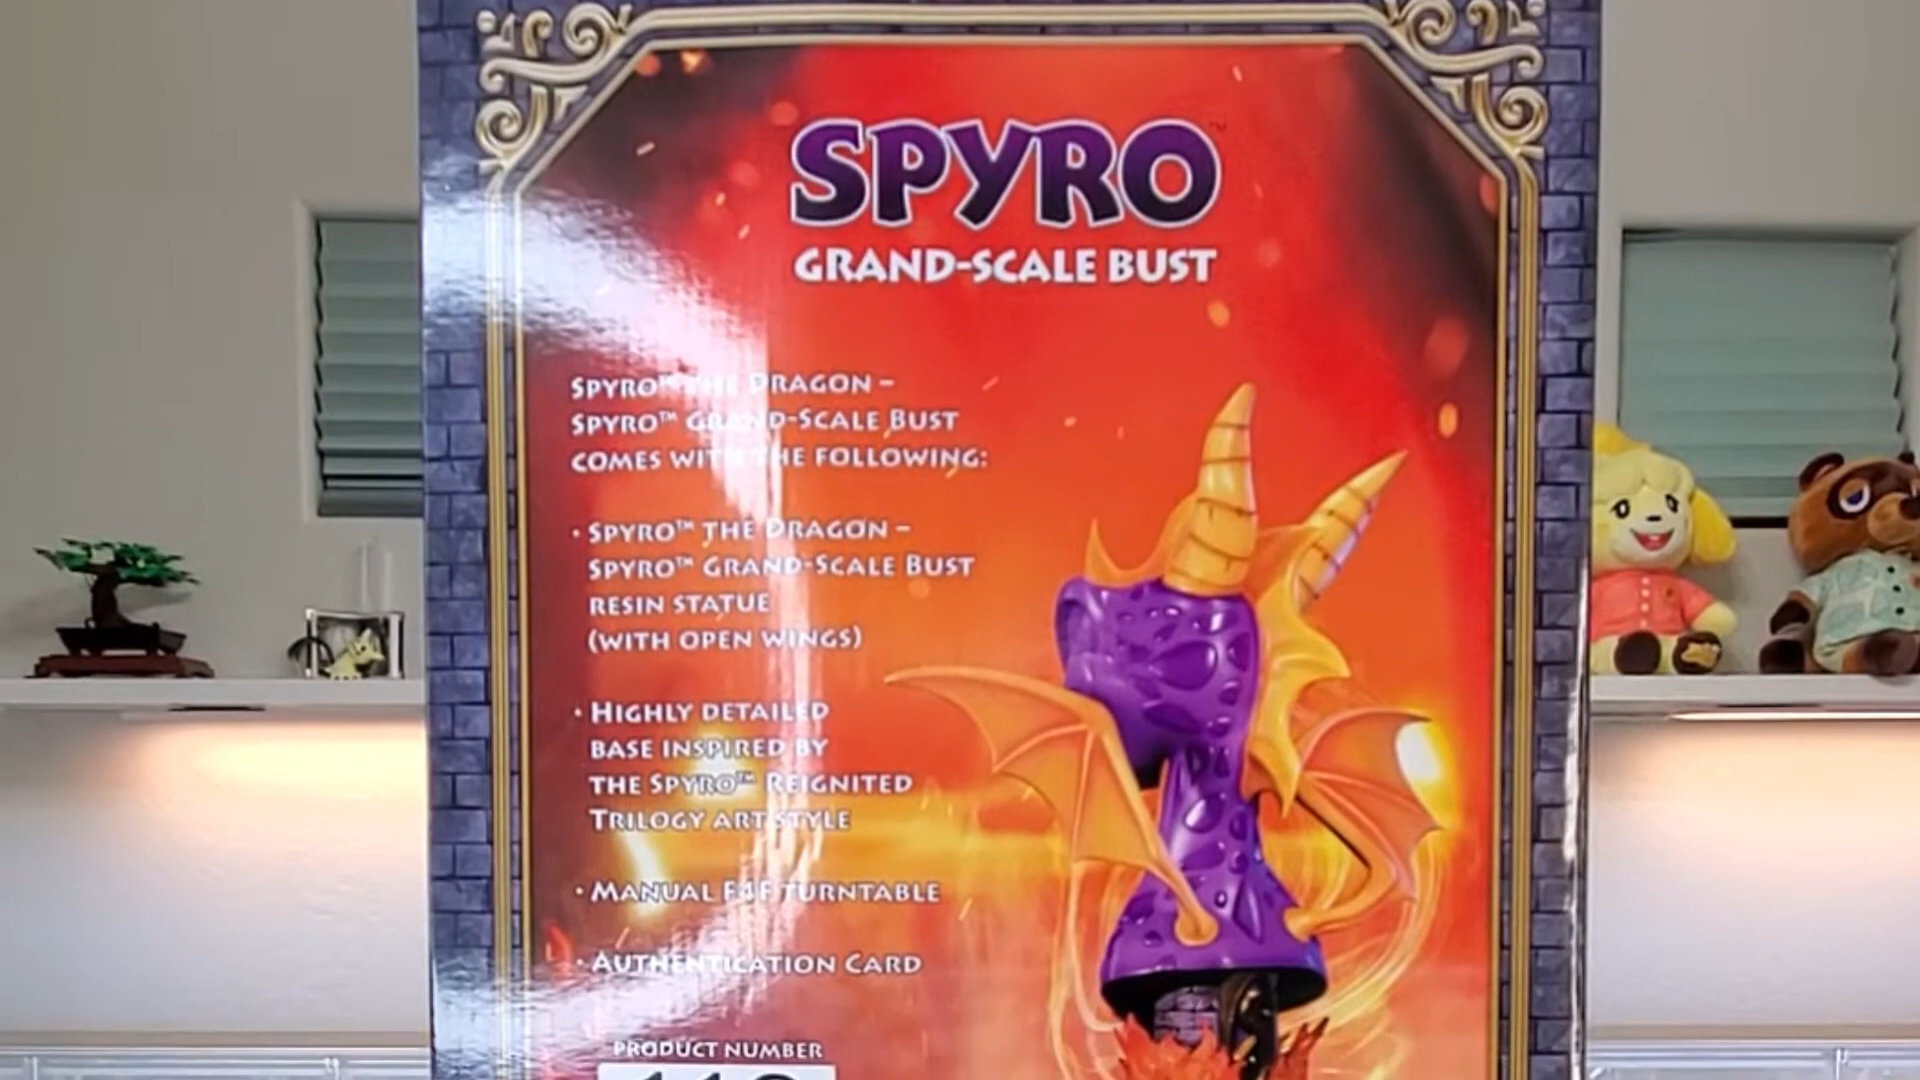 SPYRO™
GRAND-SCALE BUST
SPYRO™ THE DRAGON –
SPYRO™ GRAND-SCALE BUST
COMES WITH THE FOLLOWING:
• SPYRO™ THE DRAGON –
SPYRO™ GRAND-SCALE BUST
RESIN STATUE
(WITH OPEN WINGS)
• HIGHLY DETAILED
BASE INSPIRED BY
THE SPYRO™ REIGNITED
TRILOGY ART STYLE
• MANUAL F4F TURNTABLE
• AUTHENTICATION CARD
PRODUCT NUMBER